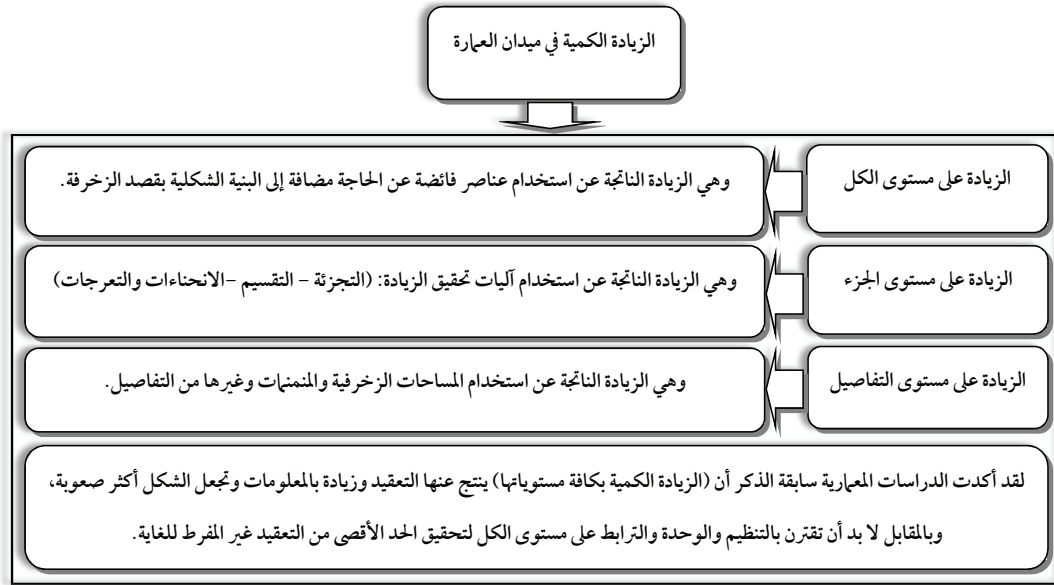 الزيادة الكمية في ميدان العمارة
الزيادة على مستوى الكل
وهي الزيادة الناتجة عن استخدام عناصر فائضة عن الحاجة مضافة إلى البنية الشكلية بقصد الزخرفة.
الزيادة على مستوى الجزء
وهي الزيادة الناتجة عن استخدام آليات تحقيق الزيادة: (التجزئة – التقسيم –الانحناءات والتعرجات)
الزيادة على مستوى التفاصيل
وهي الزيادة الناتجة عن استخدام المساحات الزخرفية والمنمنمات وغيرها من التفاصيل.
لقد أكدت الدراسات المعمارية سابقة الذكر أن (الزيادة الكمية بكافة مستوياتها) ينتج عنها التعقيد وزيادة بالمعلومات وتجعل الشكل أكثر صعوبة،
وبالمقابل لا بد أن تقترن بالتنظيم والوحدة والترابط على مستوى الكل لتحقيق الحد الأقصى من التعقيد غير المفرط للغاية.